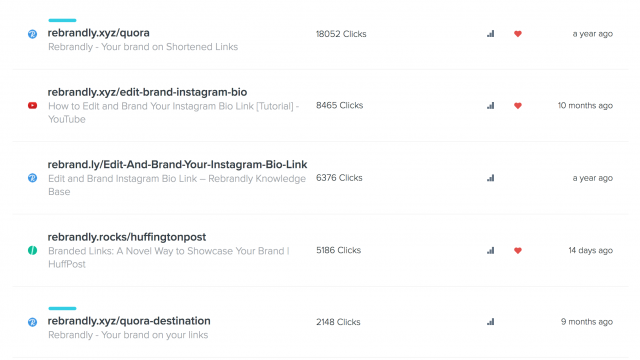 rebrandly.xyz/quora
Rebrandly - Your brand on Shortened Links
18052 Clicks
a year ago
rebrandly.xyz/edit-brand-instagram-bio
How to Edit and Brand Your Instagram Bio Link [Tutorial] -
YouTube
8465 Clicks
10 months ago
rebrand.ly/Edit-And-Brand-Your-Instagram-Bio-Link
Edit and Brand Instagram Bio Link – Rebrandly Knowledge
Base
6376 Clicks
a year ago
rebrandly.rocks/huffingtonpost
Branded Links: A Novel Way to Showcase Your Brand |
HuffPost
5186 Clicks
14 days ago
rebrandly.xyz/quora-destination
Rebrandly - Your brand on your links
2148 Clicks
9 months ago